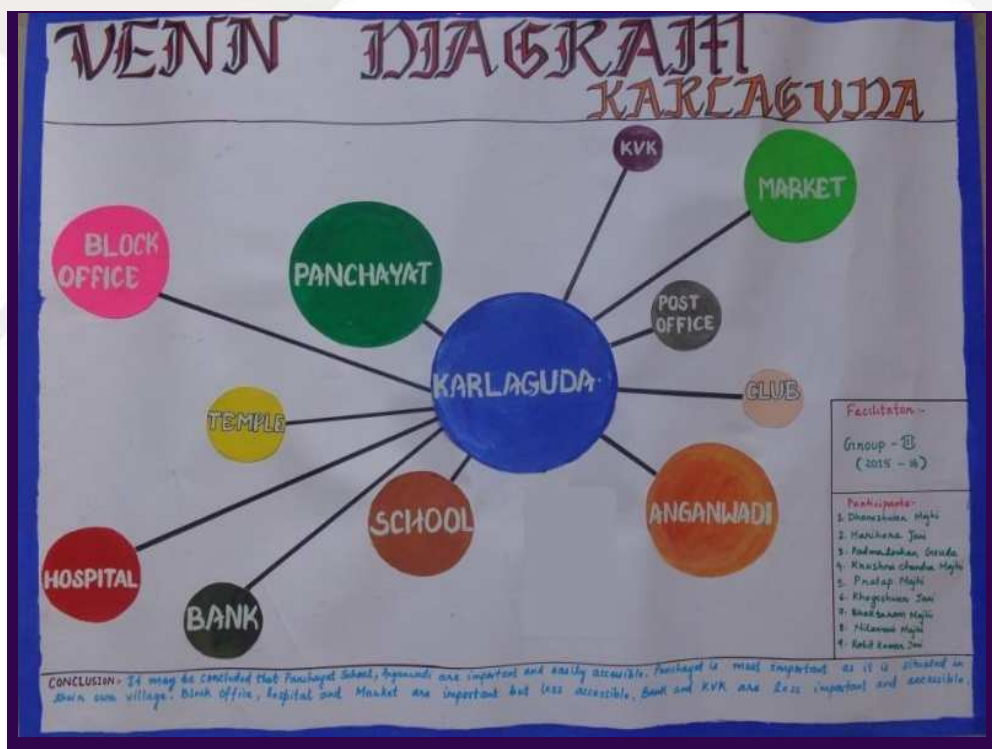 VENN DIAGRAM
KARLAGUDA
KVK
MARKET
BLOCK
OFFICE
PANCHAYAT
POST
OFFICE
KARLAGUDA
CLUB
TEMPLE
SCHOOL
ANGANWADI
HOSPITAL
BANK
Facilitator :-
Group - III
(2015 - 16)
Participants:-
1. Dhaneshwar Majhi
2. Harihara Jani
3. Padmalochan Gouda
4. Krushna chandra Majhi
5. Pratap Majhi
6. Khageshwar Jani
7. Bhaktaram Majhi
8. Majhi
9. Rohit Kumar Jani
CONCLUSION:- It may be concluded that Panchayat School, Anganwadi are important and easily accessible. Panchayat is most important as it is situated in
their own village. Block Office, Hospital and Market are important but less accessible, Bank and KVK are less important and accessible.